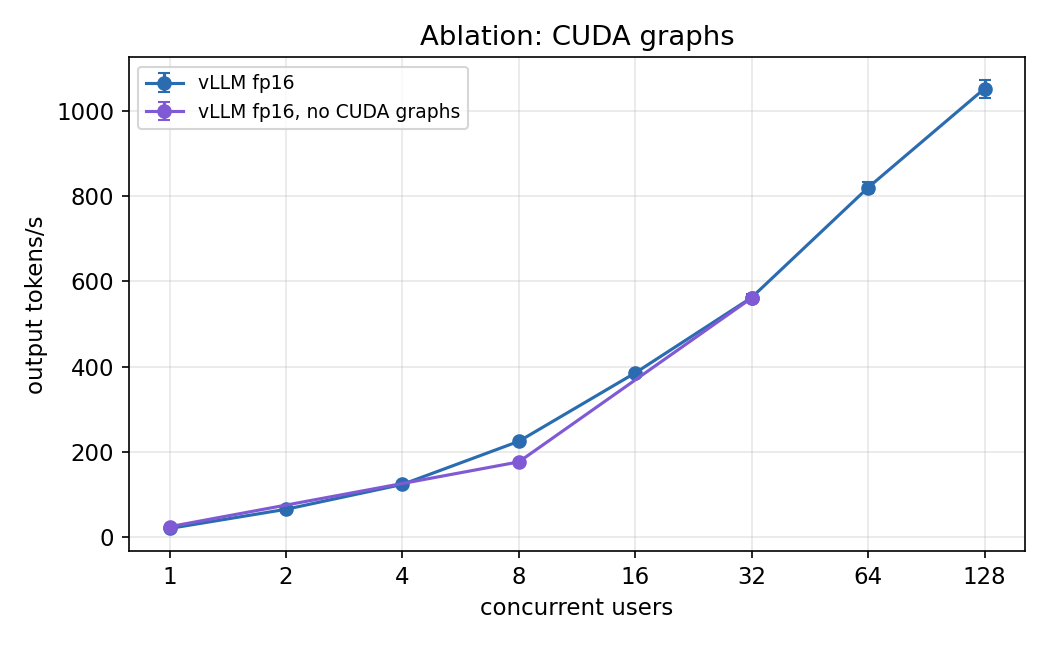 Ablation: CUDA graphs
vLLM fp16
vLLM fp16, no CUDA graphs
output tokens/s
1000
800
600
400
200
0
1 2 4 8 16 32 64 128
concurrent users